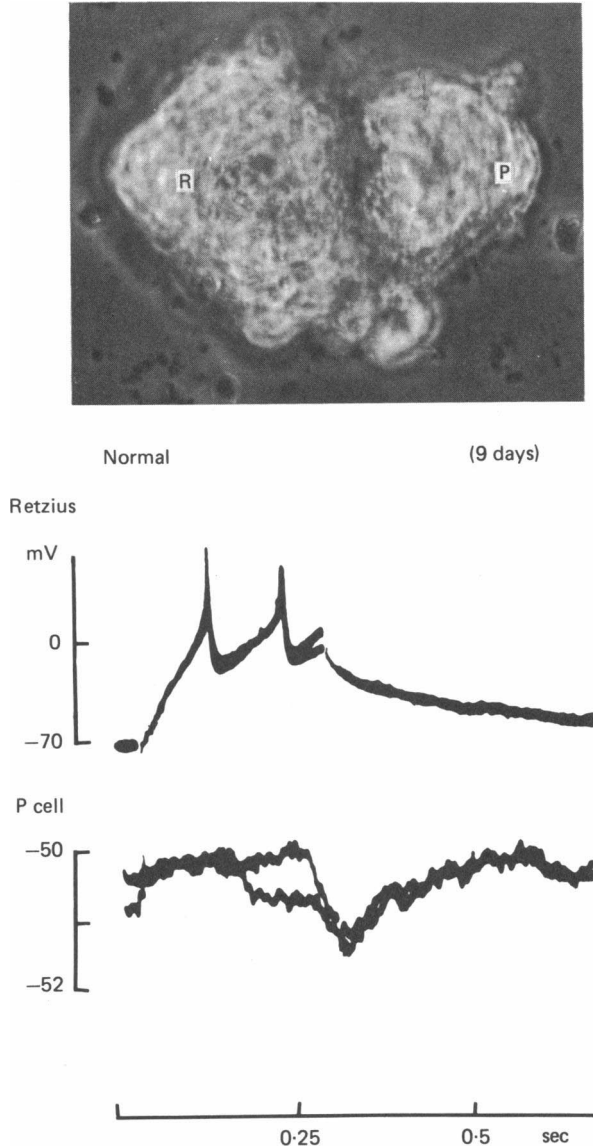 R P
Normal (9 days)
Retzius
mV
0
–70
P cell
–50
–52
0·25 0·5 sec